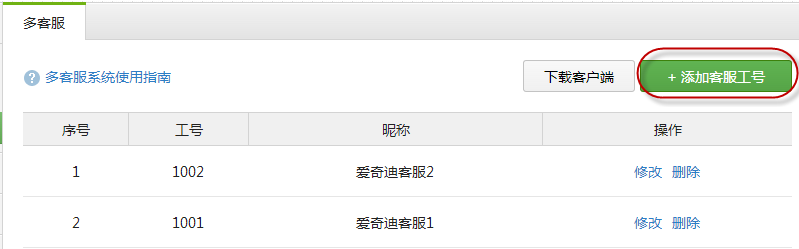 多客服
多客服系统使用指南 下载客户端 + 添加客服工号
序号 工号 昵称 操作
1 1002 爱奇迪客服2 修改 删除
2 1001 爱奇迪客服1 修改 删除